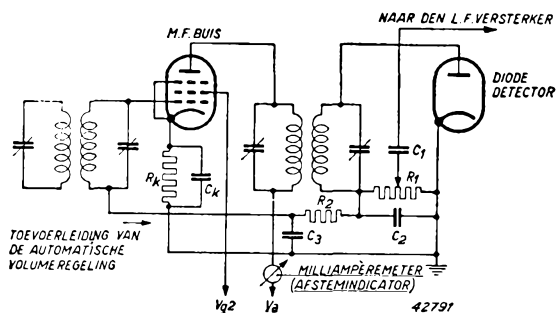 NAAR DEN L.F. VERSTERKER
M.F. BUIS
DIODE
DETECTOR
C1
R1
Rk
Ck
R2
C2
C3
TOEVOERLEIDING VAN
DE AUTOMATISCHE
VOLUMEREGELING
MILLIAMPÈREMETER
(AFSTEMINDICATOR)
Vg2
Va
42791